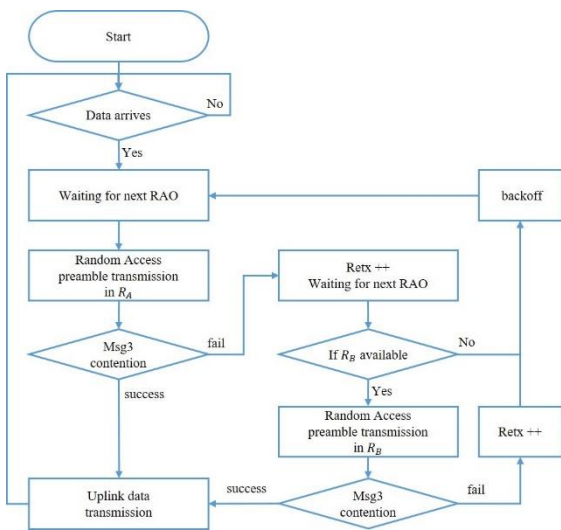 Start
Data arrives
No
Yes
Waiting for next RAO
backoff
Random Access
preamble transmission
in R_A
Retx ++
Waiting for next RAO
Msg3
contention
fail
success
If R_B available
No
Yes
Random Access
preamble transmission
in R_B
Retx ++
Uplink data
transmission
success
Msg3
contention
fail